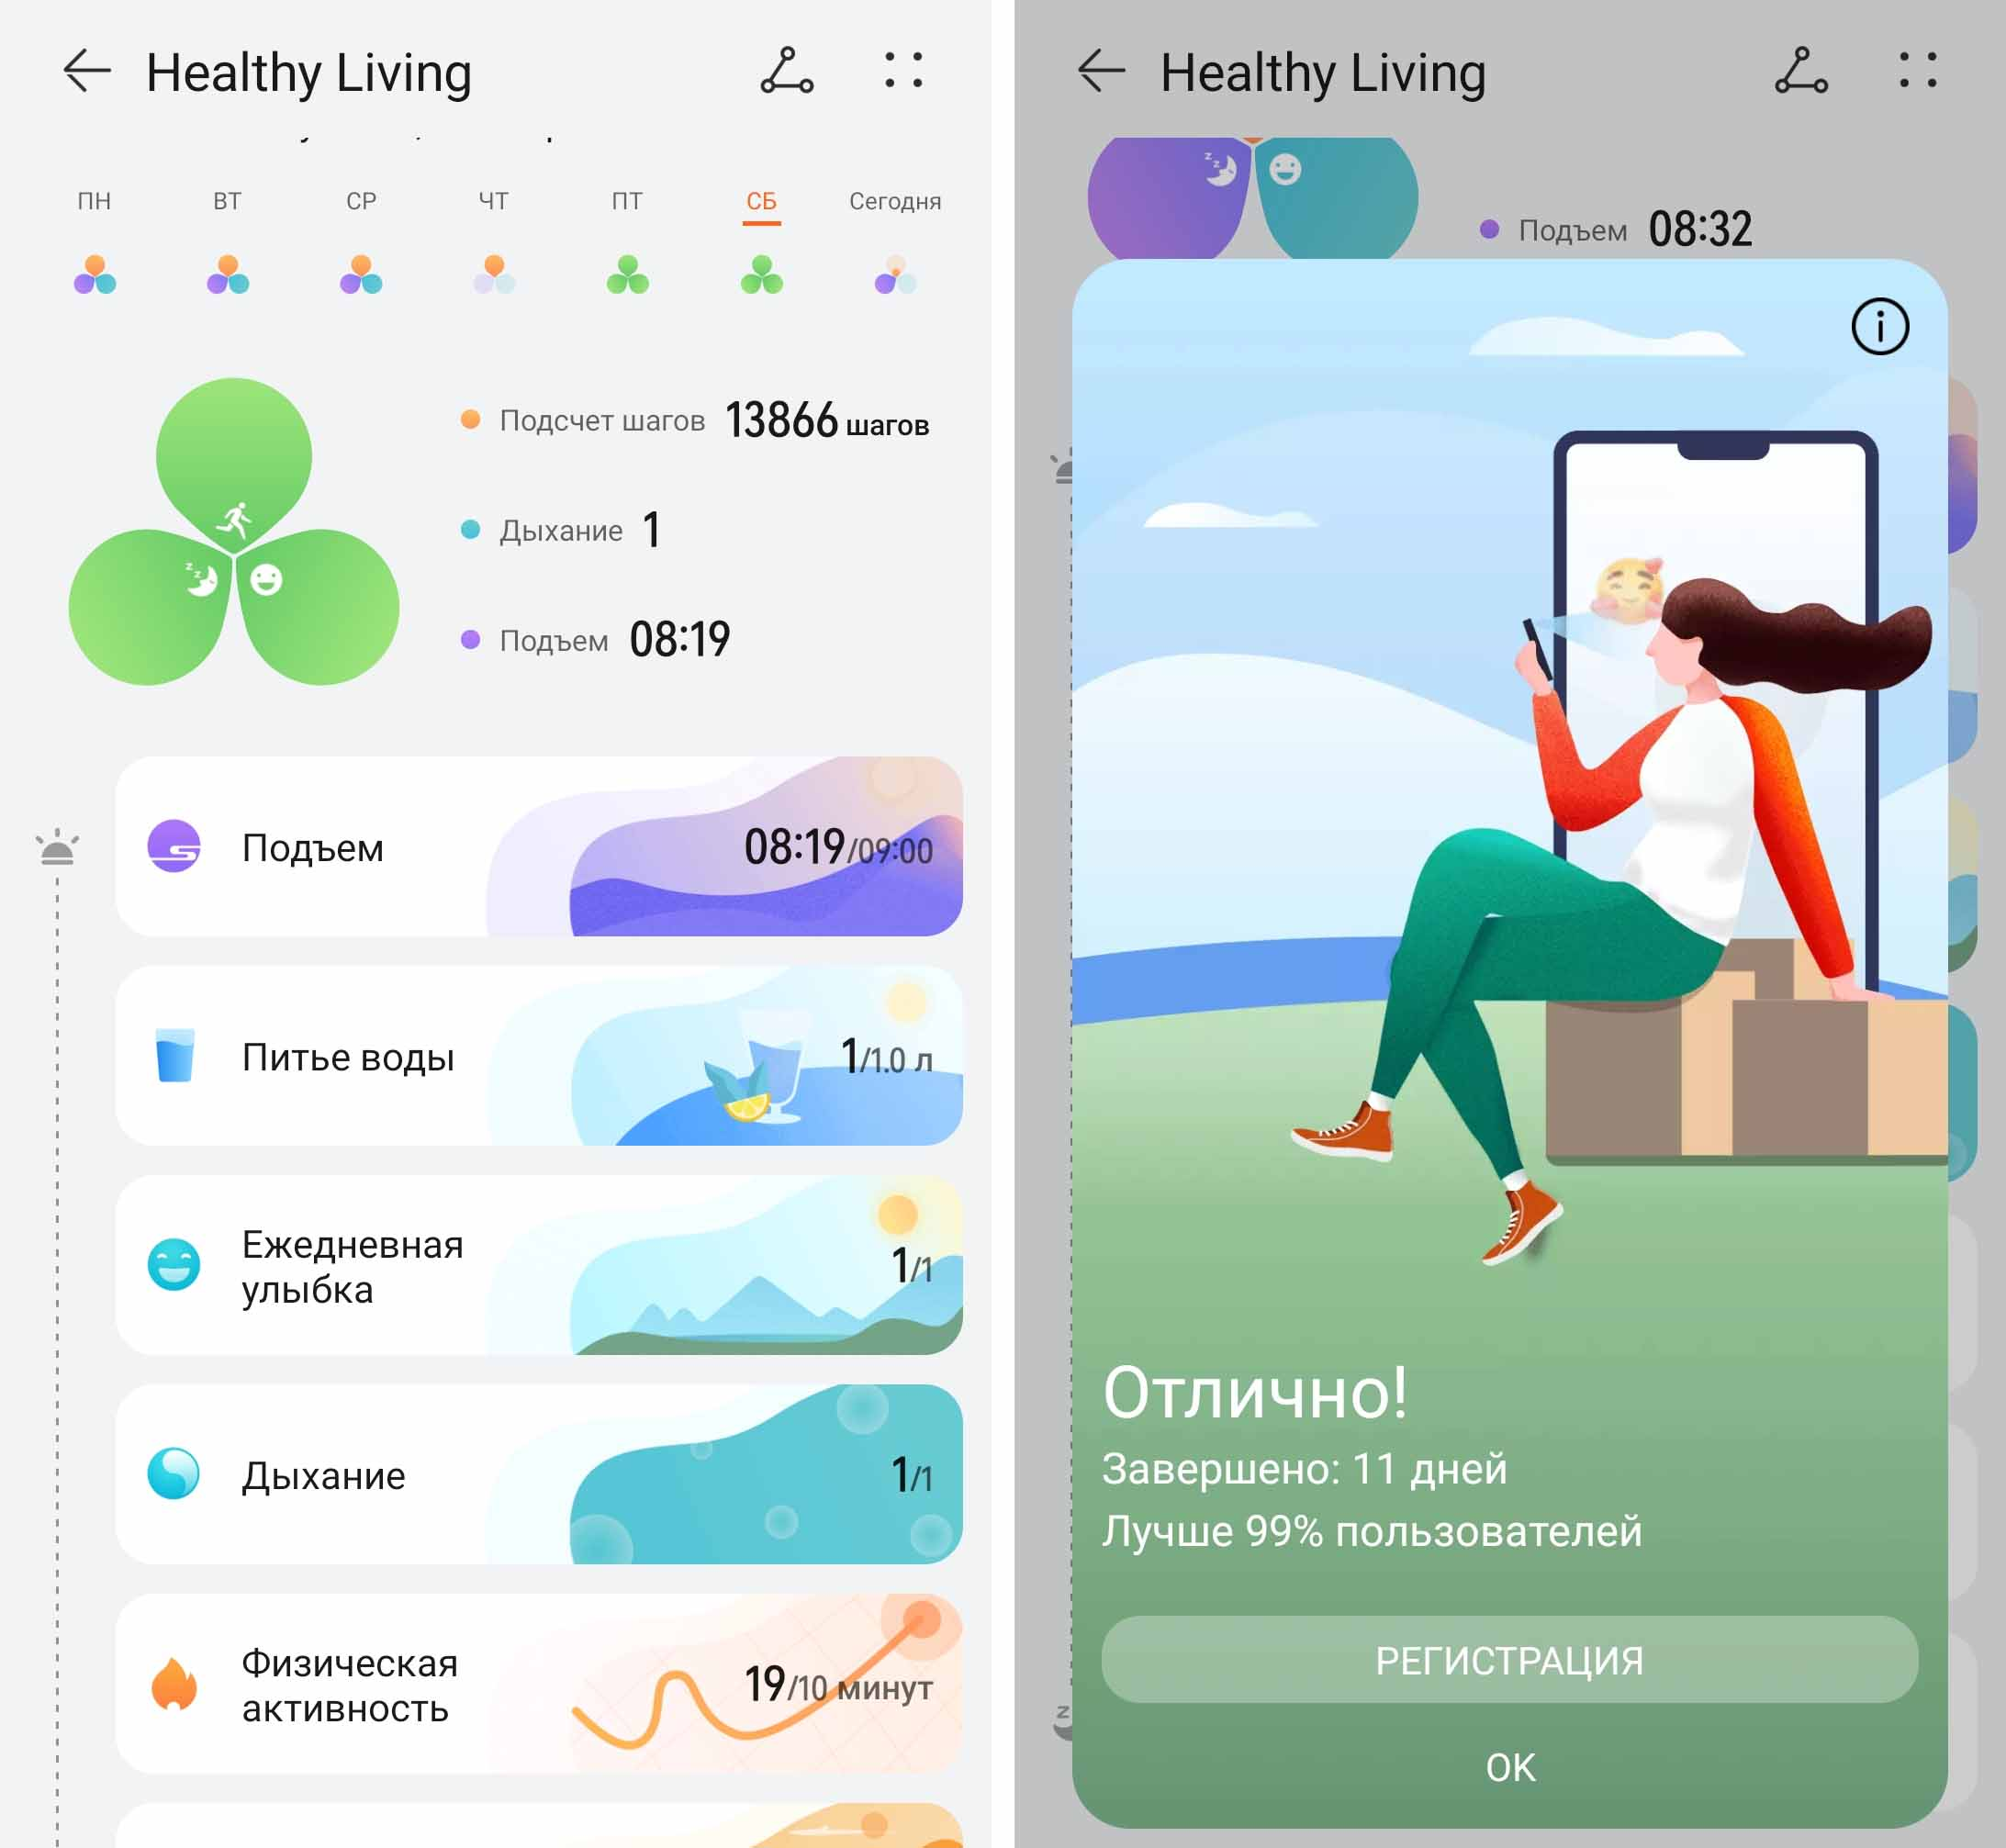 Healthy Living
ПН ВТ СР ЧТ ПТ СБ Сегодня
Подсчет шагов 13866 шагов
Дыхание 1
Подъем 08:19
Подъем 08:19/09:00
Питье воды 1/1.0 л
Ежедневная
улыбка
1/1
Дыхание 1/1
Физическая
активность
19/10 минут
Healthy Living
Подъем 08:32
Отлично!
Завершено: 11 дней
Лучше 99% пользователей
РЕГИСТРАЦИЯ
OK